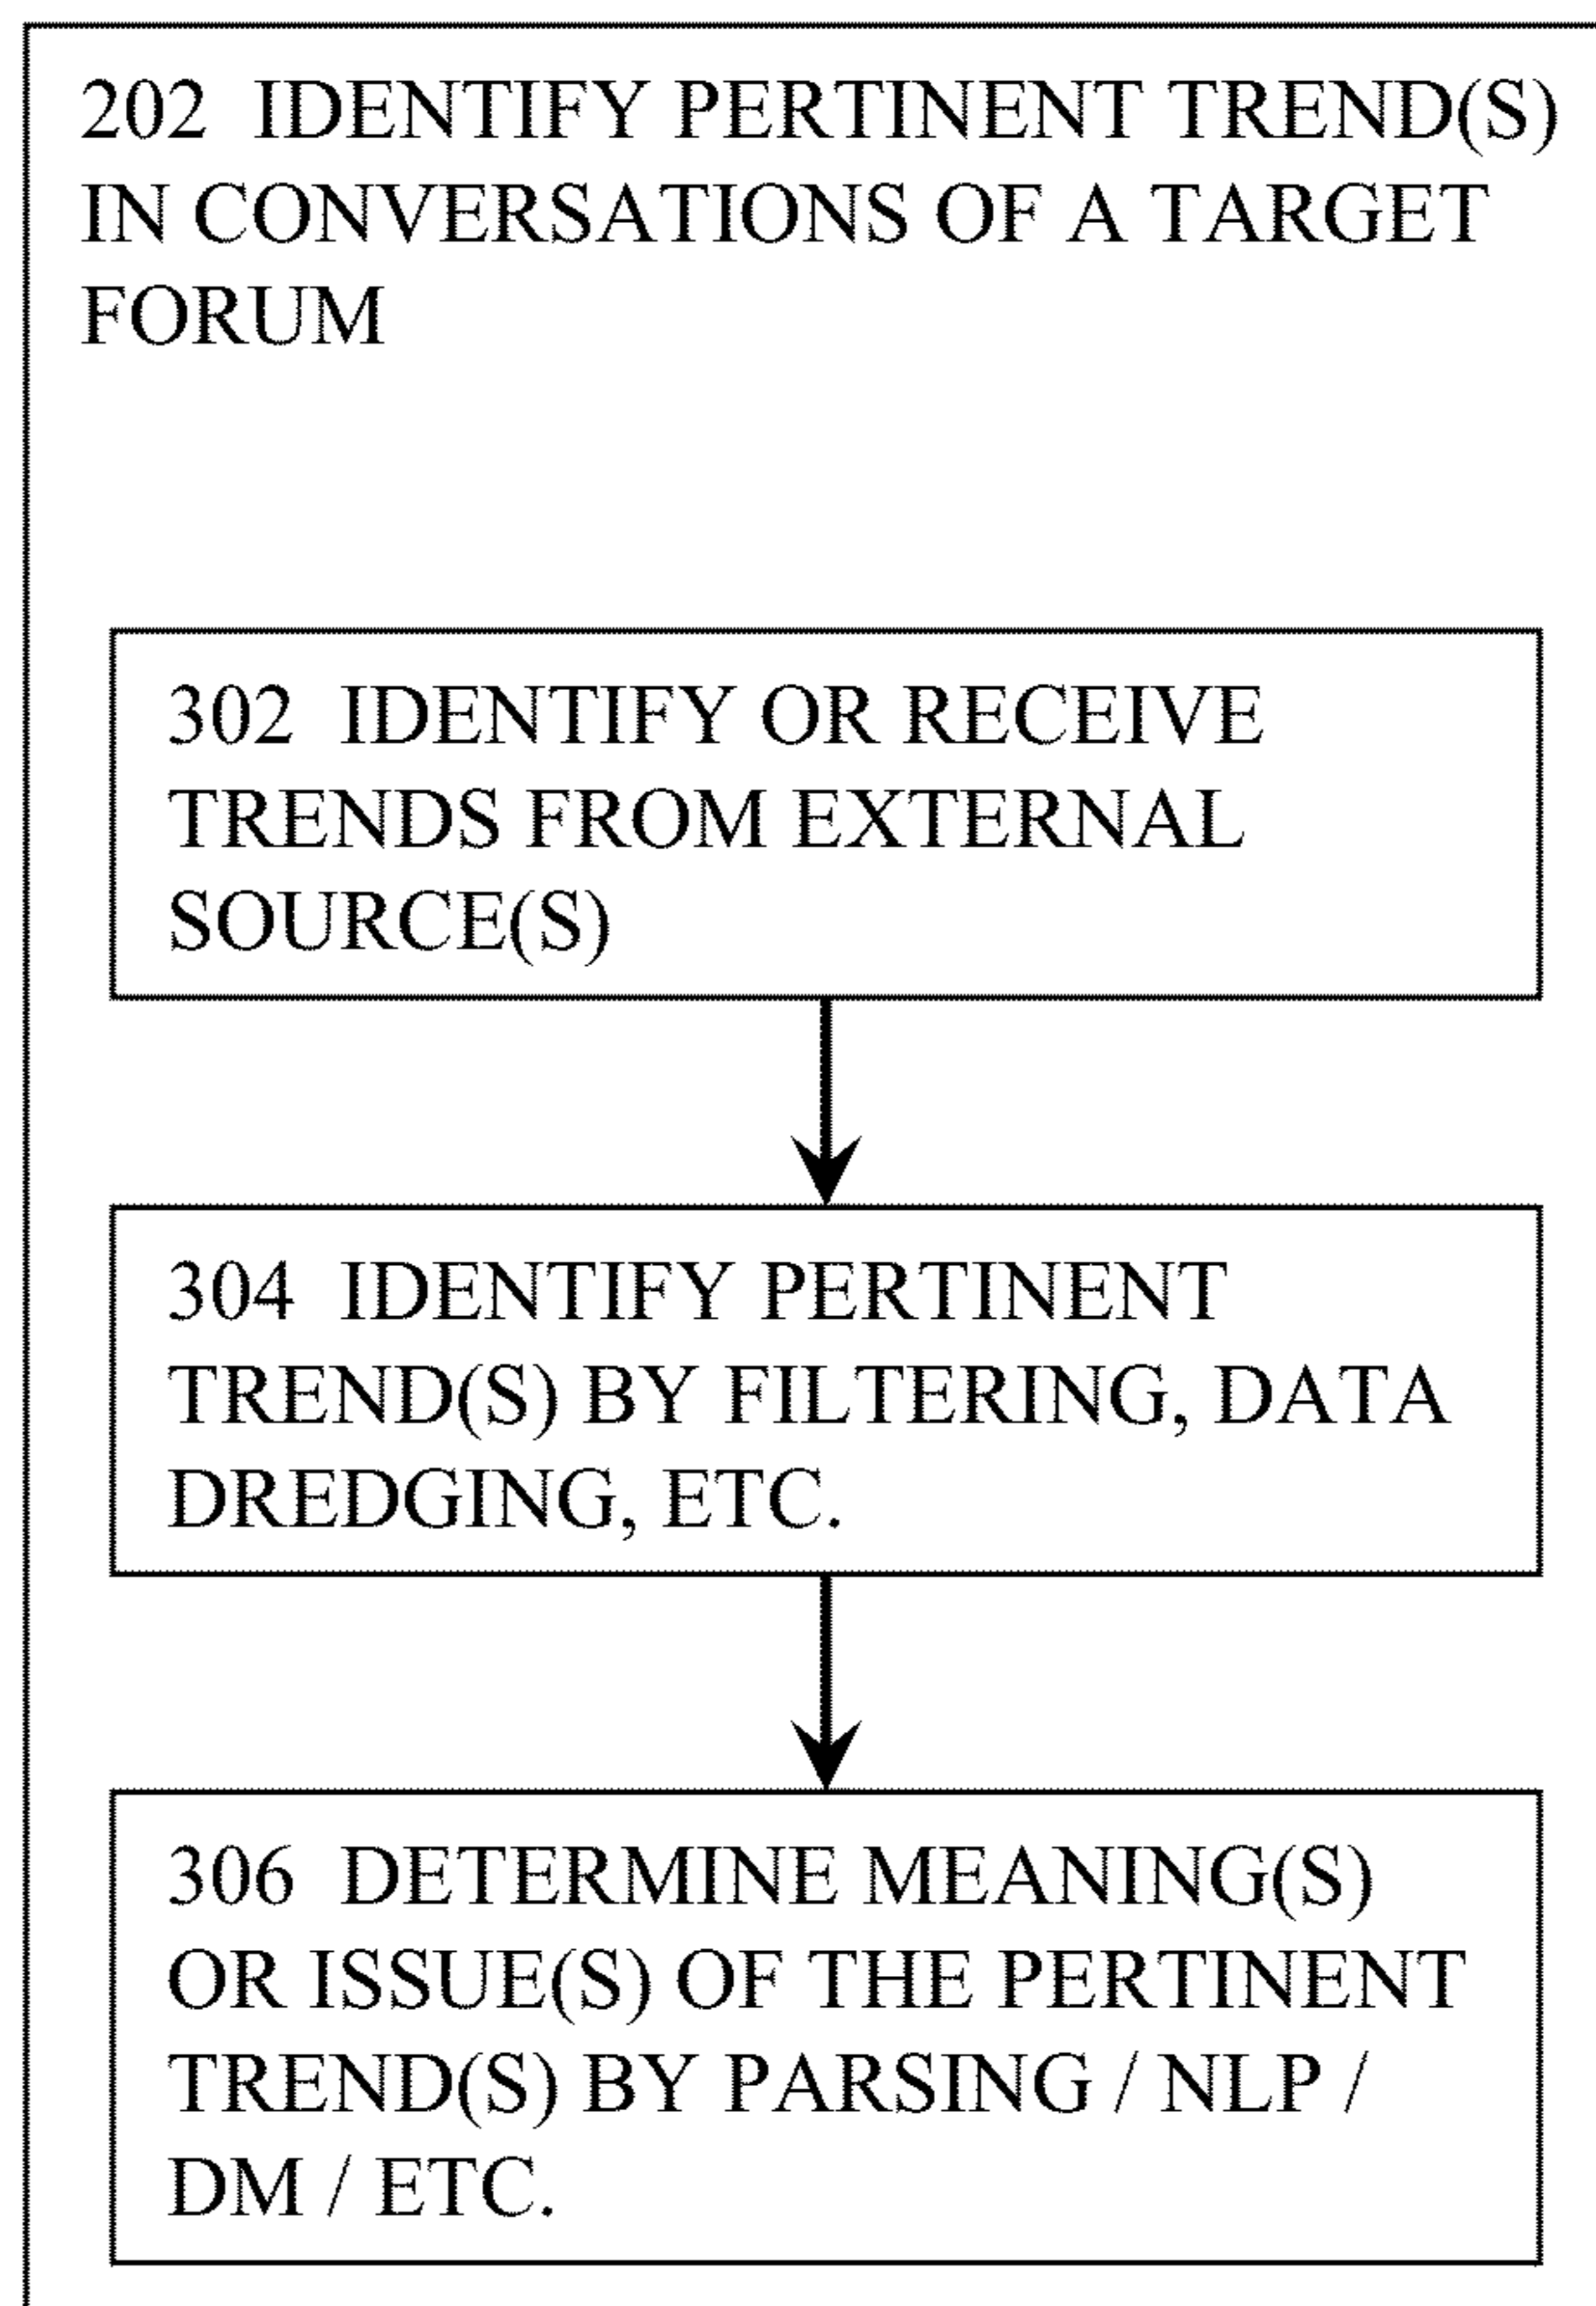 202 IDENTIFY PERTINENT TREND(S)
IN CONVERSATIONS OF A TARGET
FORUM
302 IDENTIFY OR RECEIVE
TRENDS FROM EXTERNAL
SOURCE(S)
304 IDENTIFY PERTINENT
TREND(S) BY FILTERING, DATA
DREDGING, ETC.
306 DETERMINE MEANING(S)
OR ISSUE(S) OF THE PERTINENT
TREND(S) BY PARSING / NLP /
DM / ETC.